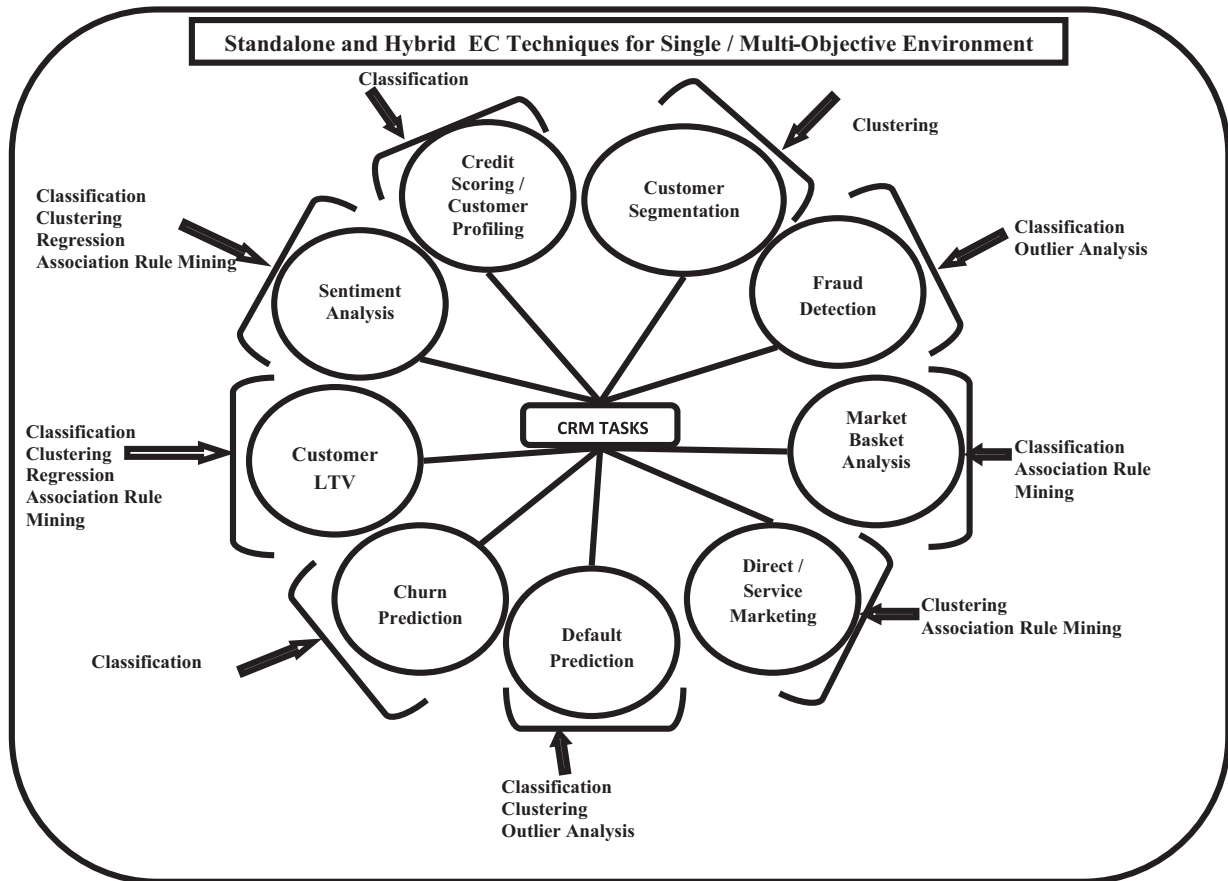 Standalone and Hybrid EC Techniques for Single / Multi-Objective Environment
Classification
Credit
Scoring /
Customer
Profiling
Clustering
Customer
Segmentation
Classification
Clustering
Regression
Association Rule Mining
Sentiment
Analysis
Classification
Outlier Analysis
Fraud
Detection
CRM TASKS
Classification
Clustering
Regression
Association Rule
Mining
Customer
LTV
Market
Basket
Analysis
Classification
Association Rule
Mining
Churn
Prediction
Classification
Default
Prediction
Classification
Clustering
Outlier Analysis
Direct /
Service
Marketing
Clustering
Association Rule Mining